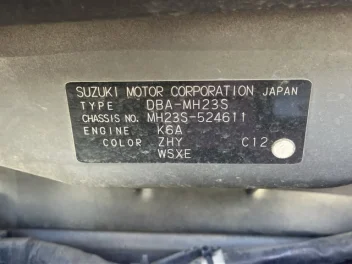 SUZUKI MOTOR CORPORATION JAPAN
TYPE DBA-MH23S
CHASSIS NO. MH23S-524611
ENGINE K6A
COLOR ZHY C12
WSXE